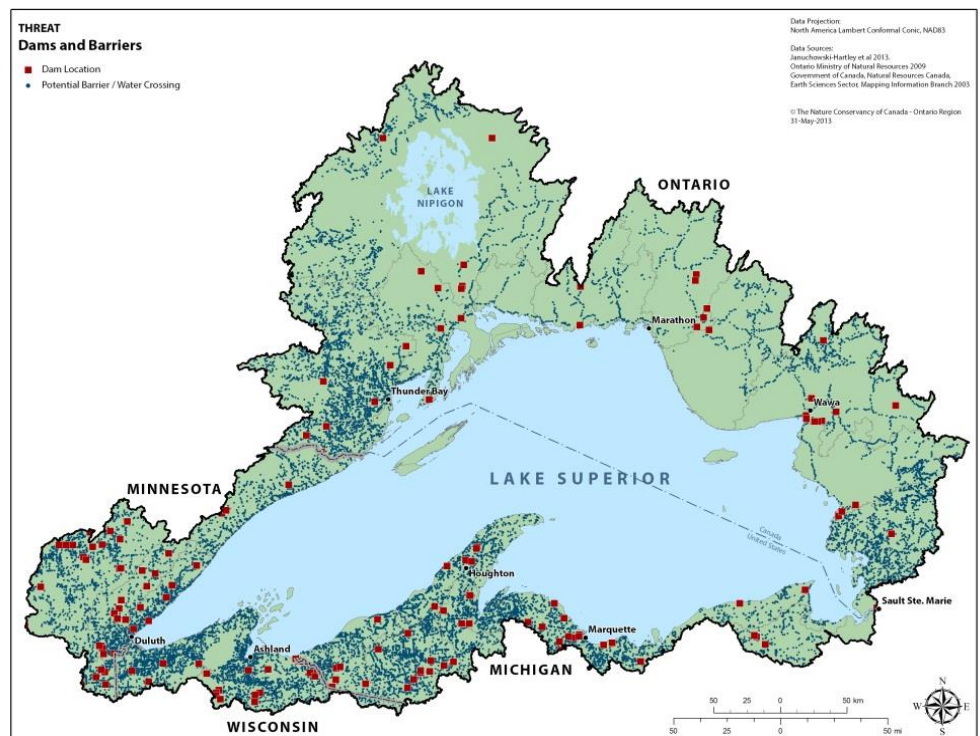 THREAT
Dams and Barriers
Dam Location
Potential Barrier / Water Crossing
Data Projection:
North America Lambert Conformal Conic, NAD83
Data Sources:
Januchowski-Hartley et al 2013.
Ontario Ministry of Natural Resources 2009
Government of Canada, Natural Resources Canada,
Earth Sciences Sector, Mapping Information Branch 2003
© The Nature Conservancy of Canada - Ontario Region
31-May-2013
LAKE
NIPIGON
ONTARIO
Marathon
Thunder Bay
Wawa
LAKE SUPERIOR
MINNESOTA
Canada
United States
Houghton
Sault Ste. Marie
Duluth
Marquette
Ashland
MICHIGAN
WISCONSIN
50 25 0 50 km
50 25 0 50 mi
N
W E
S